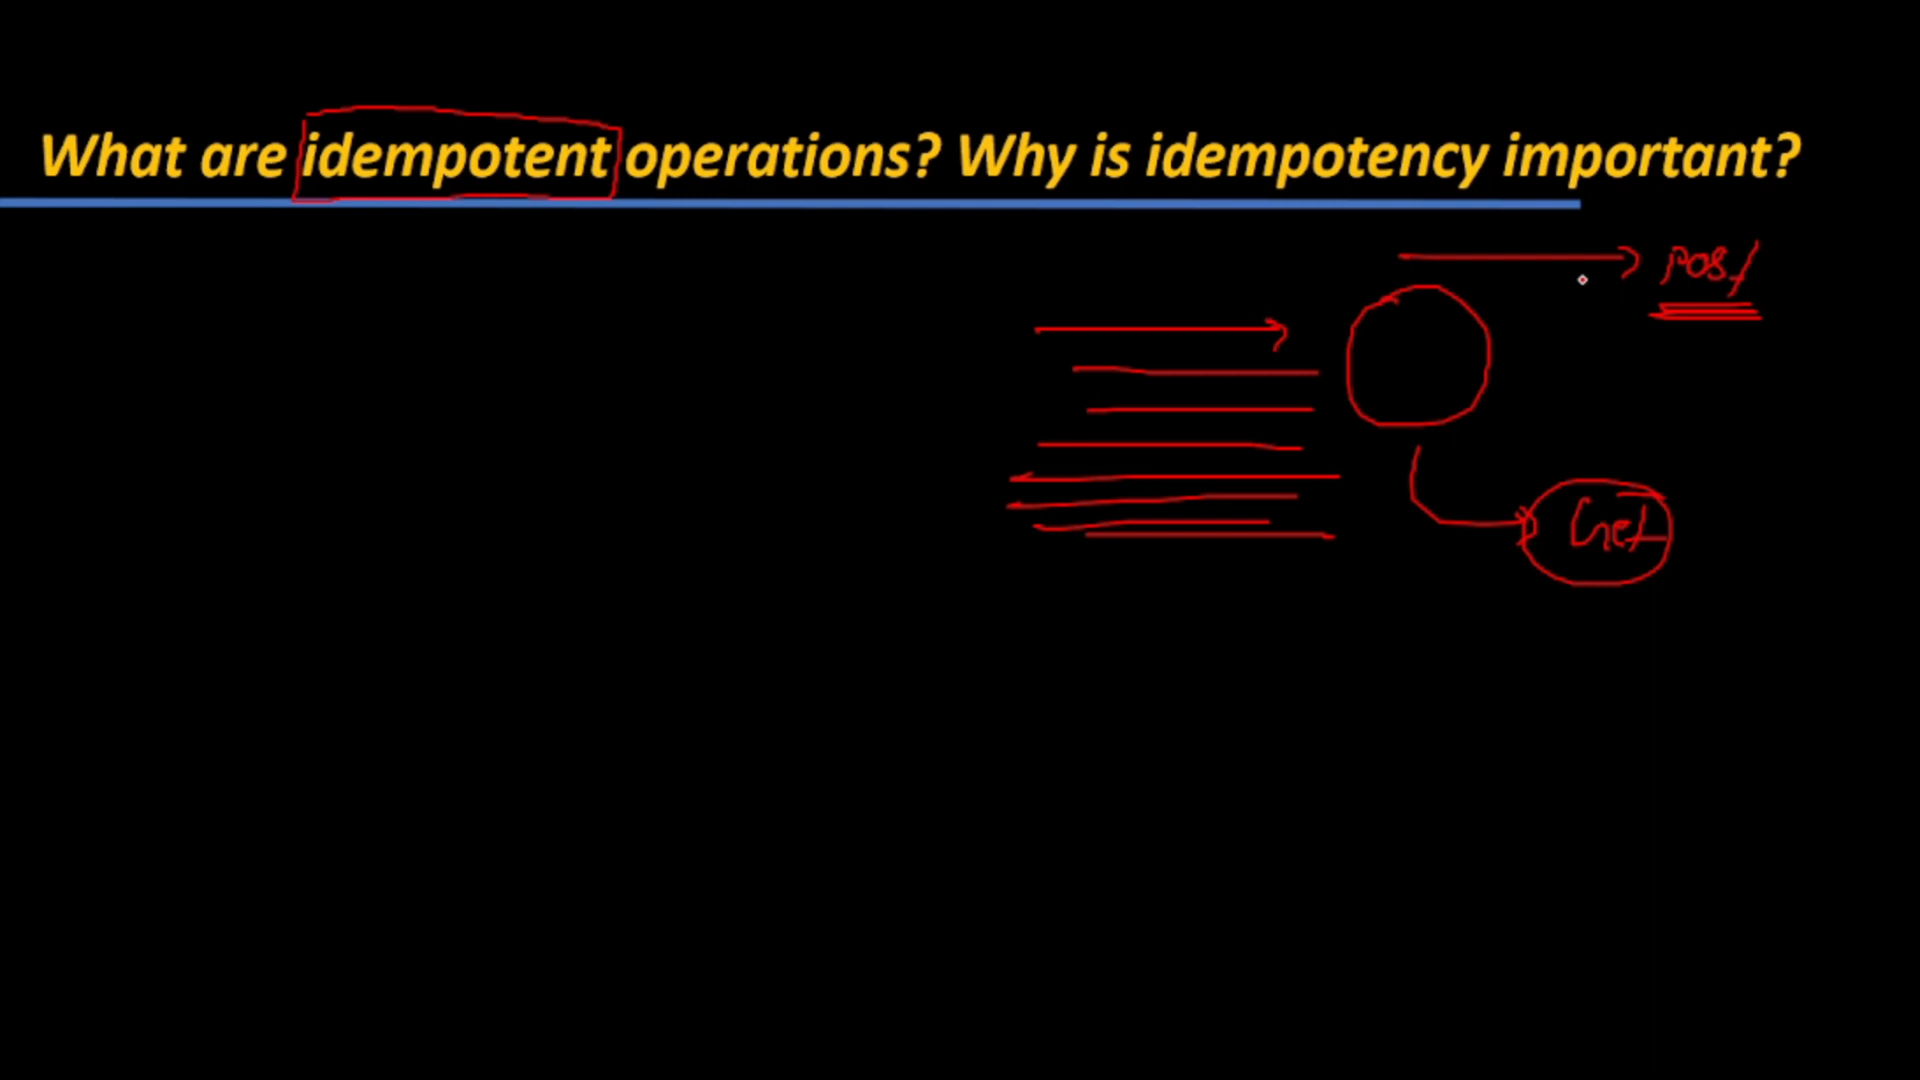 What are idempotent operations? Why is idempotency important?
post
Get